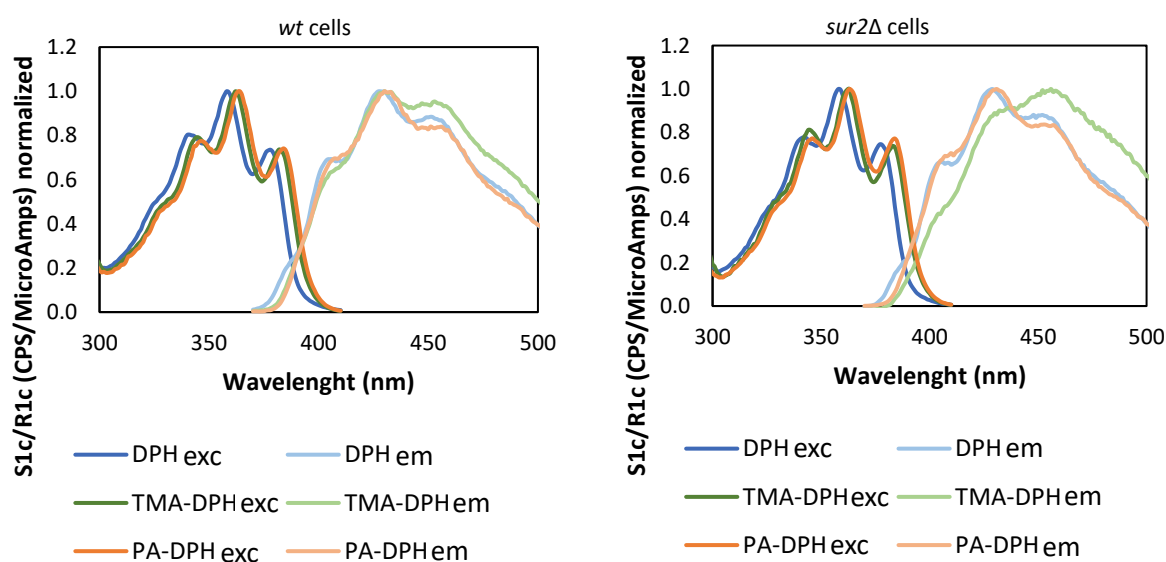 wt cells
S1c/R1c (CPS/MicroAmps) normalized
1.2
1.0
0.8
0.6
0.4
0.2
0.0
300 350 400 450 500
Wavelenght (nm)
DPH exc DPH em
TMA-DPH exc TMA-DPH em
PA-DPH exc PA-DPH em
sur2Δ cells
S1c/R1c (CPS/MicroAmps) normalized
1.2
1.0
0.8
0.6
0.4
0.2
0.0
300 350 400 450 500
Wavelenght (nm)
DPH exc DPH em
TMA-DPH exc TMA-DPH em
PA-DPH exc PA-DPH em